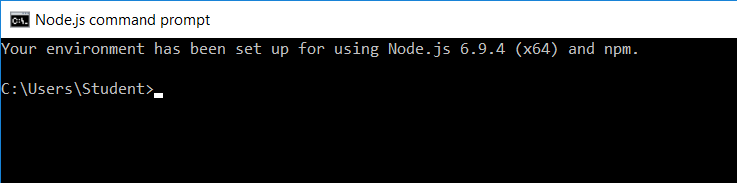 Node.js command prompt
Your environment has been set up for using Node.js 6.9.4 (x64) and npm.
C:\Users\Student>